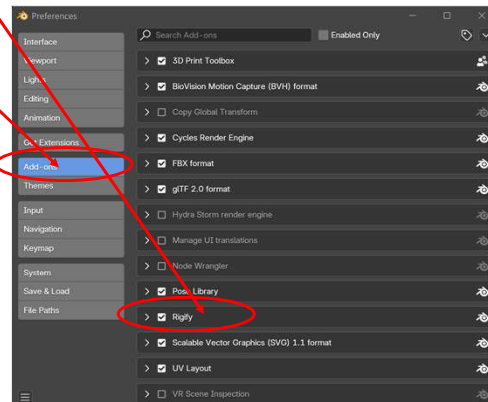 Preferences
Interface
Viewport
Lights
Editing
Animation
Get Extensions
Add-ons
Themes
Input
Navigation
Keymap
System
Save & Load
File Paths
Search Add-ons
Enabled Only
3D Print Toolbox
BioVision Motion Capture (BVH) format
Copy Global Transform
Cycles Render Engine
FBX format
glTF 2.0 format
Hydra Storm render engine
Manage UI translations
Node Wrangler
Pose Library
Rigify
Scalable Vector Graphics (SVG) 1.1 format
UV Layout
VR Scene Inspection